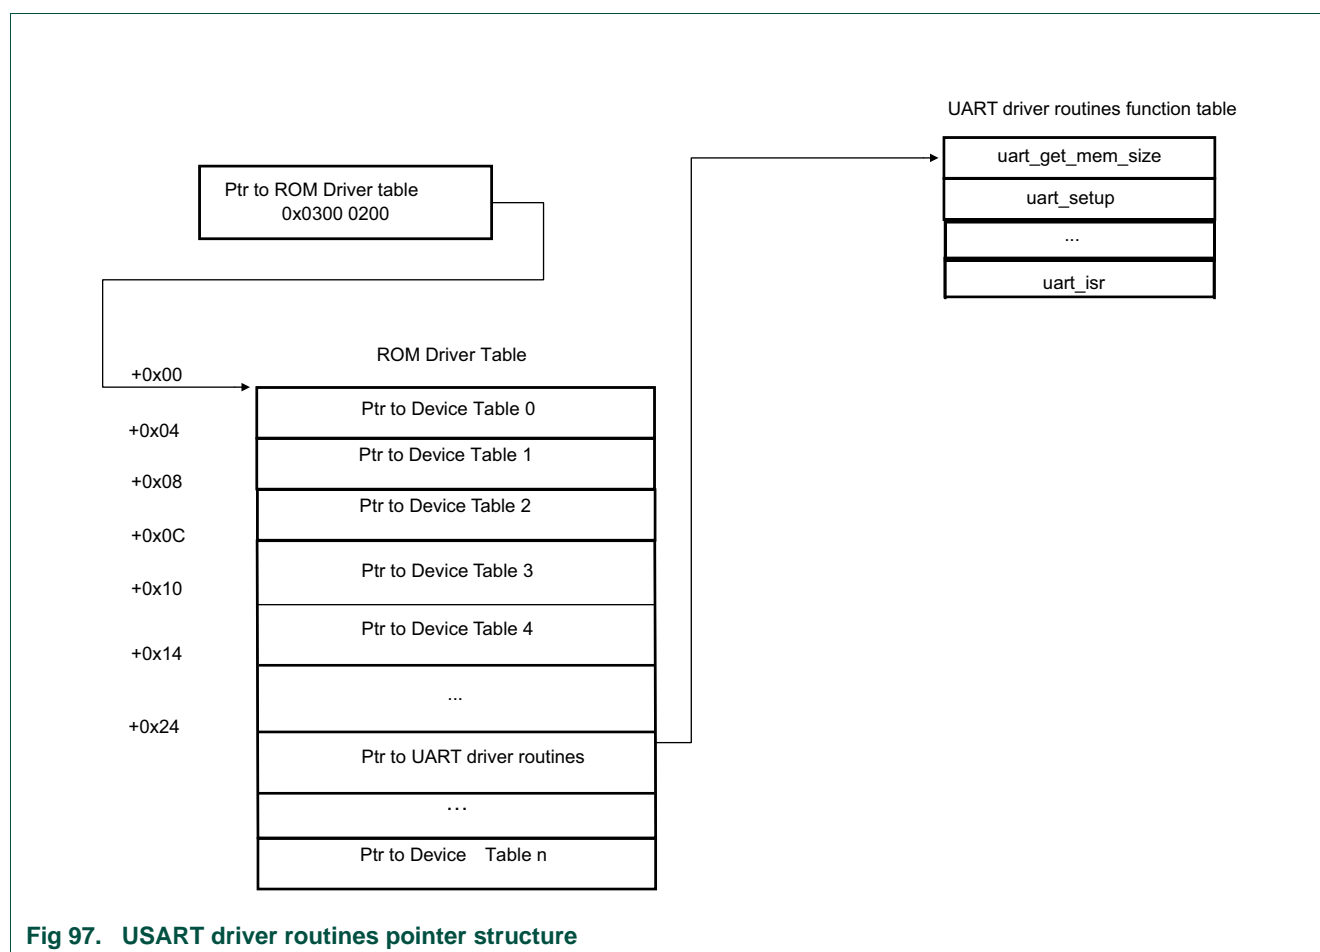 UART driver routines function table
uart_get_mem_size
uart_setup
...
uart_isr
Ptr to ROM Driver table
0x0300 0200
ROM Driver Table
+0x00
Ptr to Device Table 0
+0x04
Ptr to Device Table 1
+0x08
Ptr to Device Table 2
+0x0C
Ptr to Device Table 3
+0x10
Ptr to Device Table 4
+0x14
...
+0x24
Ptr to UART driver routines
...
Ptr to Device Table n
Fig 97. USART driver routines pointer structure